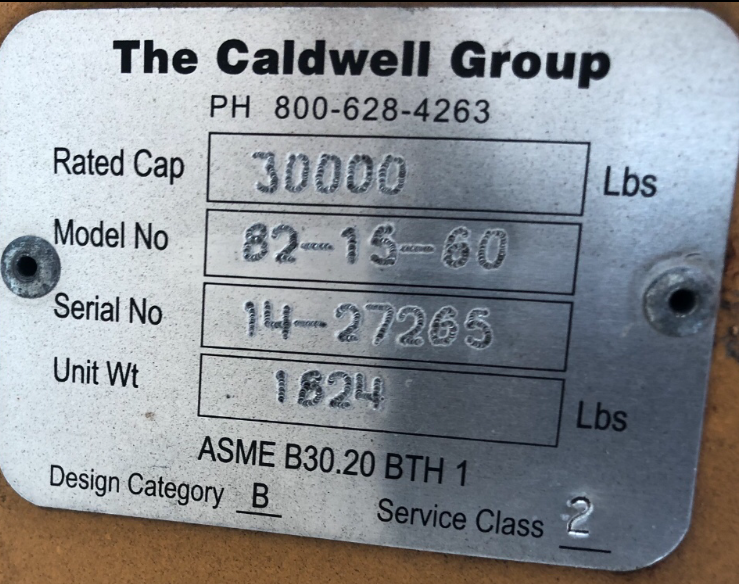 The Caldwell Group
PH 800-628-4263
Rated Cap 30000 Lbs
Model No 82-15-60
Serial No 14-27265
Unit Wt 1824 Lbs
ASME B30.20 BTH 1
Design Category B Service Class 2